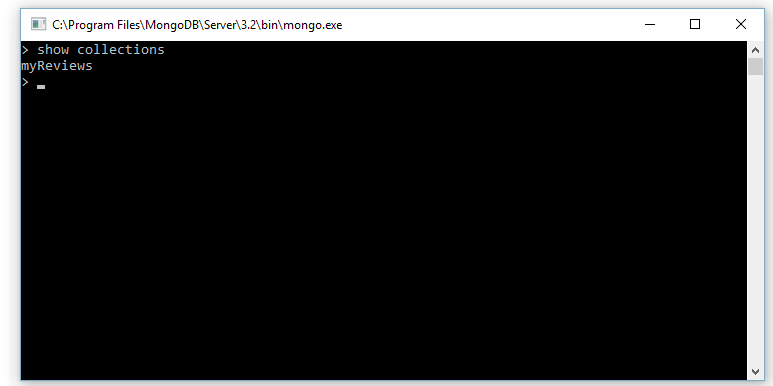 C:\Program Files\MongoDB\Server\3.2\bin\mongo.exe
> show collections
myReviews
>